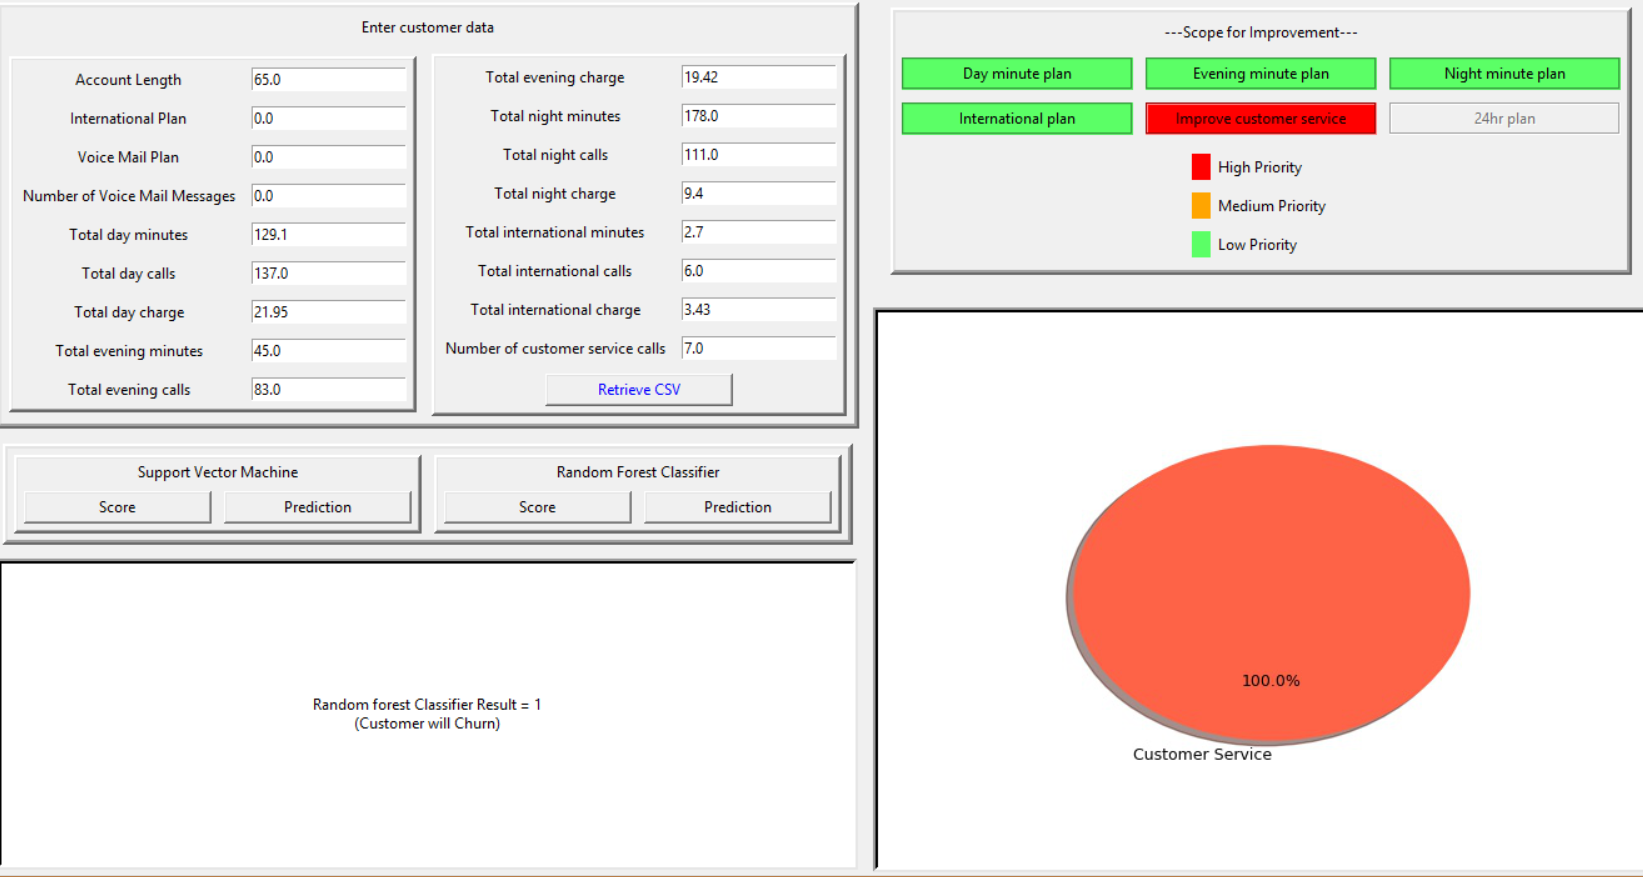 Enter customer data
Account Length 65.0
International Plan 0.0
Voice Mail Plan 0.0
Number of Voice Mail Messages 0.0
Total day minutes 129.1
Total day calls 137.0
Total day charge 21.95
Total evening minutes 45.0
Total evening calls 83.0
Total evening charge 19.42
Total night minutes 178.0
Total night calls 111.0
Total night charge 9.4
Total international minutes 2.7
Total international calls 6.0
Total international charge 3.43
Number of customer service calls 7.0
Retrieve CSV
Support Vector Machine
Score Prediction
Random Forest Classifier
Score Prediction
Random forest Classifier Result = 1
(Customer will Churn)
---Scope for Improvement---
Day minute plan Evening minute plan Night minute plan
International plan Improve customer service 24hr plan
High Priority
Medium Priority
Low Priority
100.0%
Customer Service